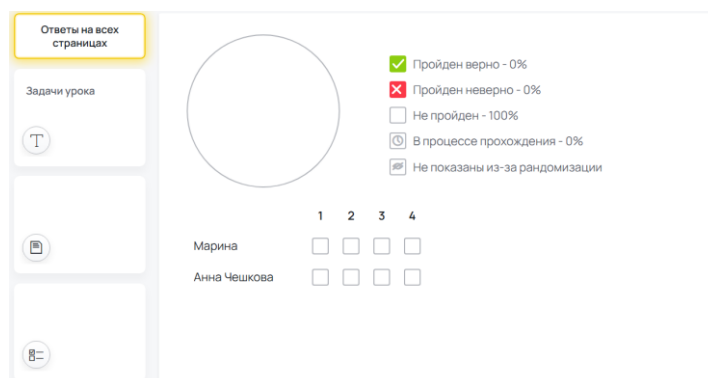 Ответы на всех
страницах
Задачи урока
T
Пройден верно - 0%
Пройден неверно - 0%
Не пройден - 100%
В процессе прохождения - 0%
Не показаны из-за рандомизации
1 2 3 4
Марина
Анна Чешкова